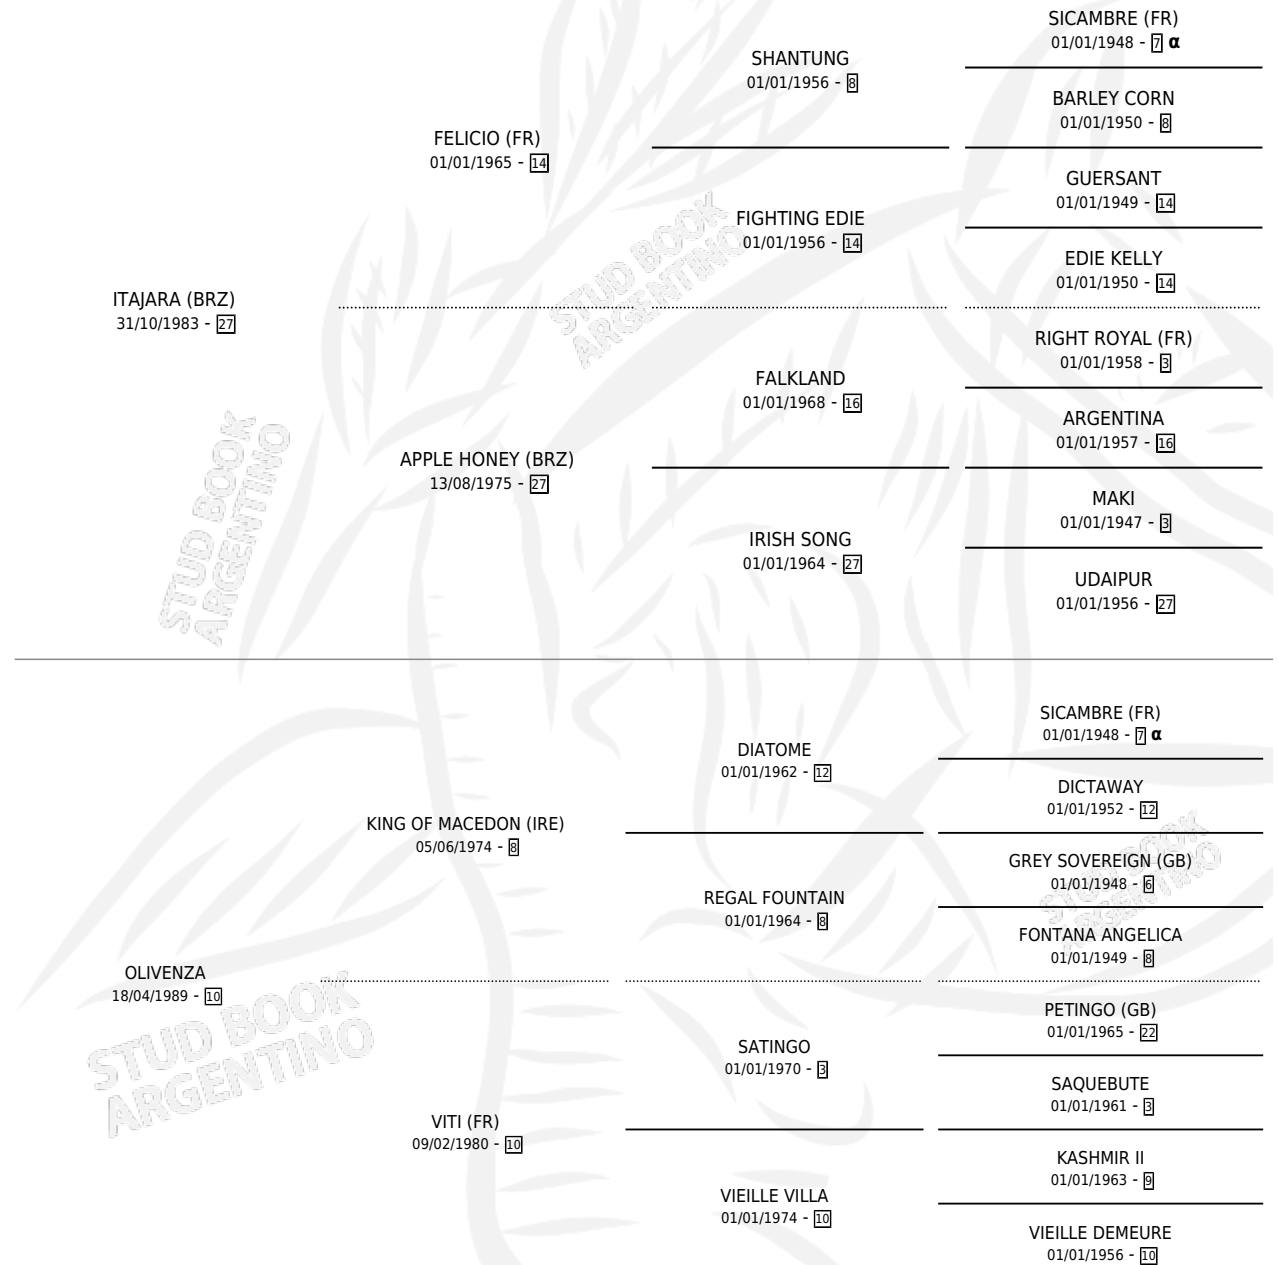 SICAMBRE (FR)
01/01/1948 - 7 α
SHANTUNG
01/01/1956 - 8
BARLEY CORN
01/01/1950 - 8
FELICIO (FR)
01/01/1965 - 14
GUERSANT
01/01/1949 - 14
FIGHTING EDIE
01/01/1956 - 14
EDIE KELLY
01/01/1950 - 14
ITAJARA (BRZ)
31/10/1983 - 27
RIGHT ROYAL (FR)
01/01/1958 - 3
FALKLAND
01/01/1968 - 16
ARGENTINA
01/01/1957 - 16
APPLE HONEY (BRZ)
13/08/1975 - 27
MAKI
01/01/1947 - 3
IRISH SONG
01/01/1964 - 27
UDAIPUR
01/01/1956 - 27
SICAMBRE (FR)
01/01/1948 - 7 α
DIATOME
01/01/1962 - 12
DICTAWAY
01/01/1952 - 12
KING OF MACEDON (IRE)
05/06/1974 - 8
GREY SOVEREIGN (GB)
01/01/1948 - 6
REGAL FOUNTAIN
01/01/1964 - 8
FONTANA ANGELICA
01/01/1949 - 8
OLIVENZA
18/04/1989 - 10
PETINGO (GB)
01/01/1965 - 22
SATINGO
01/01/1970 - 3
SAQUEBUTE
01/01/1961 - 3
VITI (FR)
09/02/1980 - 10
KASHMIR II
01/01/1963 - 9
VIEILLE VILLA
01/01/1974 - 10
VIEILLE DEMEURE
01/01/1956 - 10
STUD BOOK
ARGENTINO
STUD BOOK
ARGENTINO
STUD BOOK
ARGENTINO
STUD BOOK
ARGENTINO